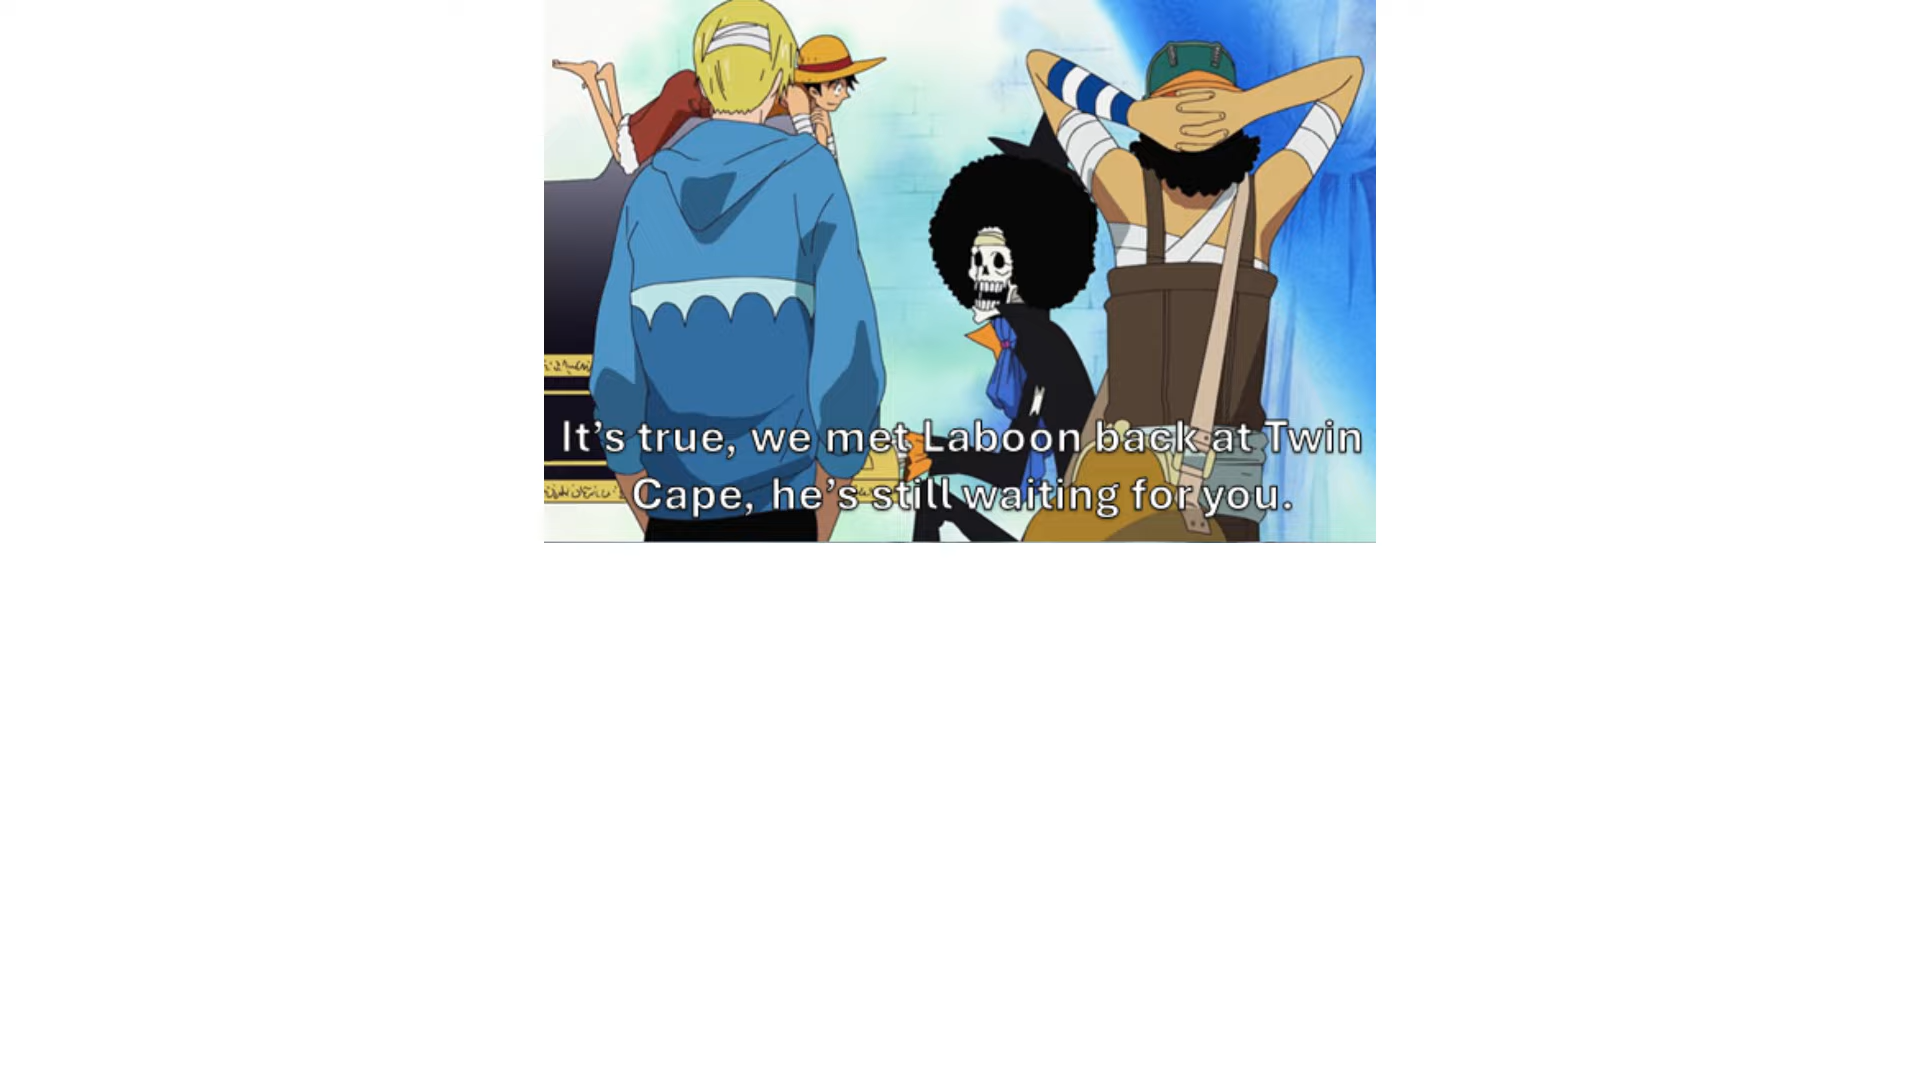 It's true, we met Laboon back at Twin
Cape, he's still waiting for you.